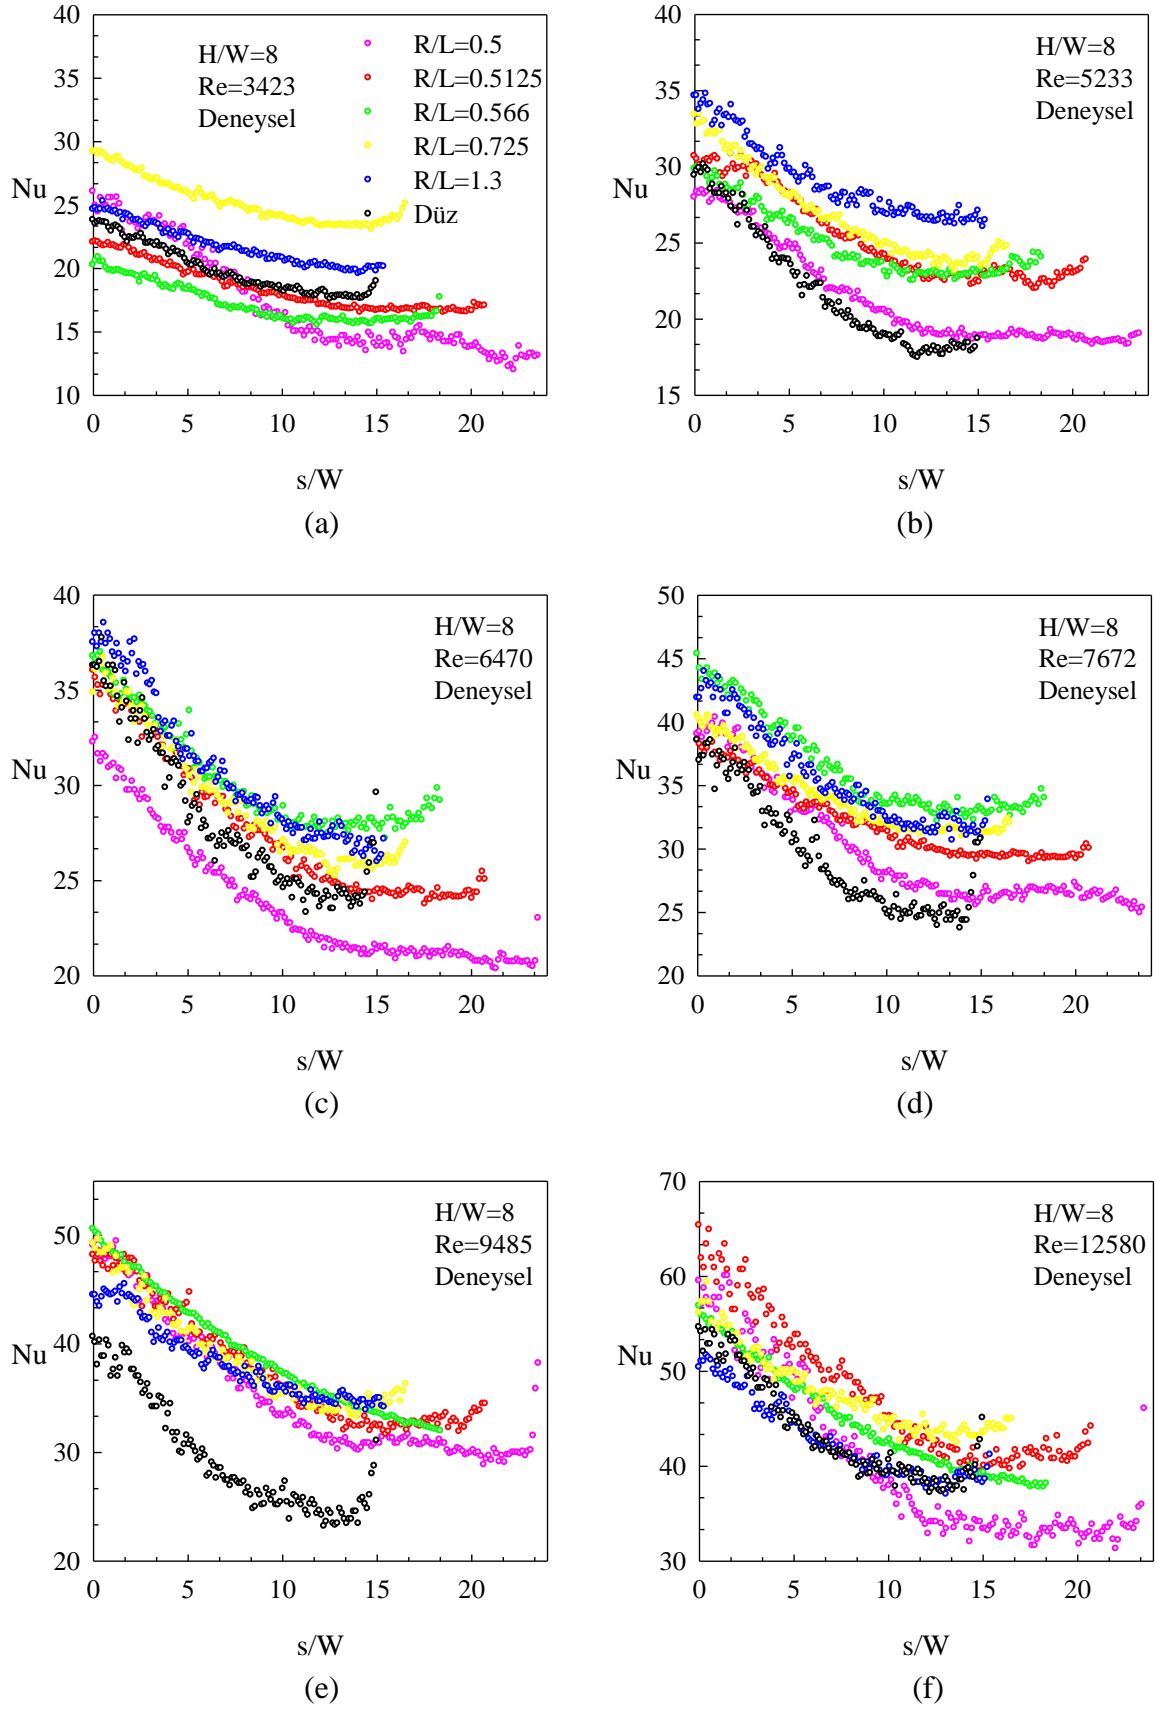 40
35
30
25
20
15
10
Nu
H/W=8
Re=3423
Deneysel
R/L=0.5
R/L=0.5125
R/L=0.566
R/L=0.725
R/L=1.3
Düz
0 5 10 15 20
s/W
(a)
40
35
30
25
20
15
Nu
H/W=8
Re=5233
Deneysel
0 5 10 15 20
s/W
(b)
40
35
30
25
20
Nu
H/W=8
Re=6470
Deneysel
0 5 10 15 20
s/W
(c)
50
45
40
35
30
25
20
Nu
H/W=8
Re=7672
Deneysel
0 5 10 15 20
s/W
(d)
50
40
30
20
Nu
H/W=8
Re=9485
Deneysel
0 5 10 15 20
s/W
(e)
70
60
50
40
30
Nu
H/W=8
Re=12580
Deneysel
0 5 10 15 20
s/W
(f)